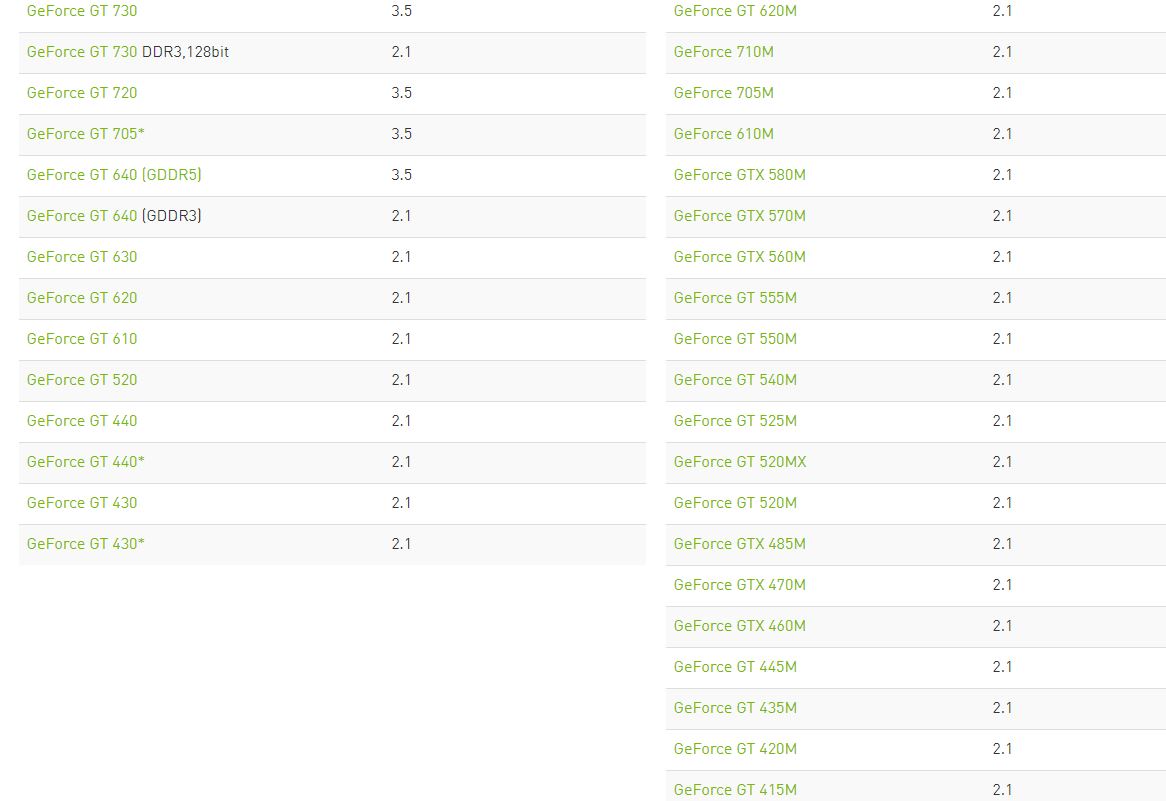 GeForce GT 730 3.5
GeForce GT 730 DDR3,128bit 2.1
GeForce GT 720 3.5
GeForce GT 705* 3.5
GeForce GT 640 (GDDR5) 3.5
GeForce GT 640 (GDDR3) 2.1
GeForce GT 630 2.1
GeForce GT 620 2.1
GeForce GT 610 2.1
GeForce GT 520 2.1
GeForce GT 440 2.1
GeForce GT 440* 2.1
GeForce GT 430 2.1
GeForce GT 430* 2.1
GeForce GT 620M 2.1
GeForce 710M 2.1
GeForce 705M 2.1
GeForce 610M 2.1
GeForce GTX 580M 2.1
GeForce GTX 570M 2.1
GeForce GTX 560M 2.1
GeForce GT 555M 2.1
GeForce GT 550M 2.1
GeForce GT 540M 2.1
GeForce GT 525M 2.1
GeForce GT 520MX 2.1
GeForce GT 520M 2.1
GeForce GTX 485M 2.1
GeForce GTX 470M 2.1
GeForce GTX 460M 2.1
GeForce GT 445M 2.1
GeForce GT 435M 2.1
GeForce GT 420M 2.1
GeForce GT 415M 2.1